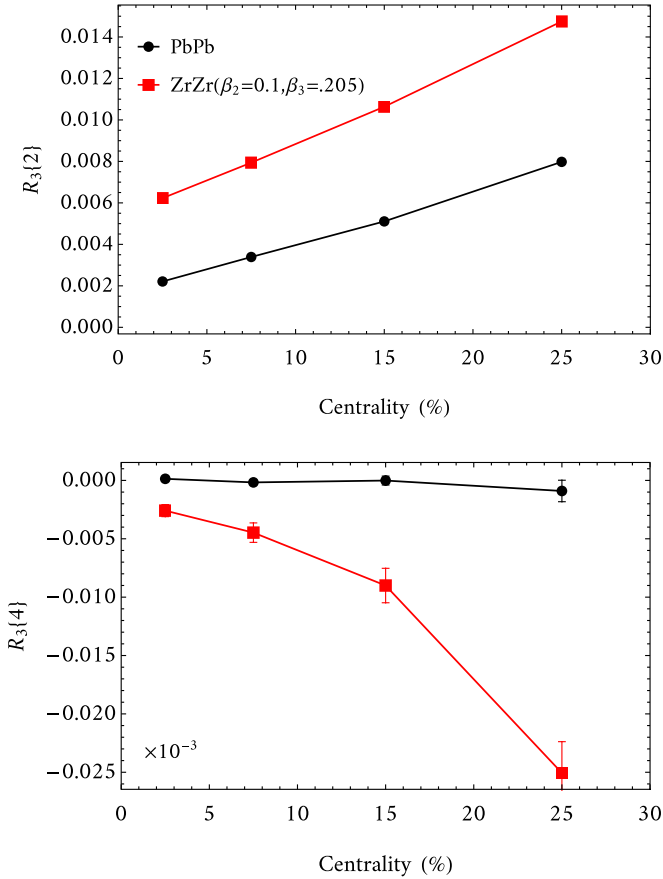 0.014
0.012
0.010
0.008
0.006
0.004
0.002
0.000
R₃{2}
PbPb
ZrZr(β₂=0.1,β₃=.205)
0 5 10 15 20 25 30
Centrality (%)
0.000
−0.005
−0.010
−0.015
−0.020
−0.025
R₃{4}
×10⁻³
0 5 10 15 20 25 30
Centrality (%)